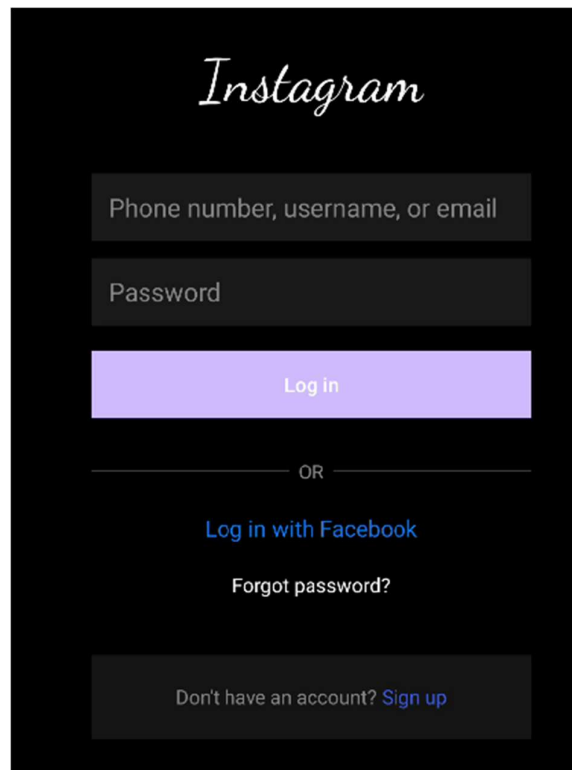 Instagram
Phone number, username, or email
Password
Log in
OR
Log in with Facebook
Forgot password?
Don't have an account? Sign up